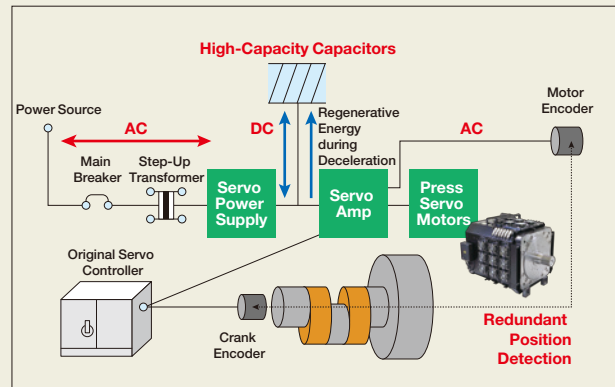 High-Capacity Capacitors
Power Source
AC
DC
Regenerative
Energy
during
Deceleration
AC
Motor
Encoder
Main
Breaker
Step-Up
Transformer
Servo
Power
Supply
Servo
Amp
Press
Servo
Motors
Original Servo
Controller
Crank
Encoder
Redundant
Position
Detection